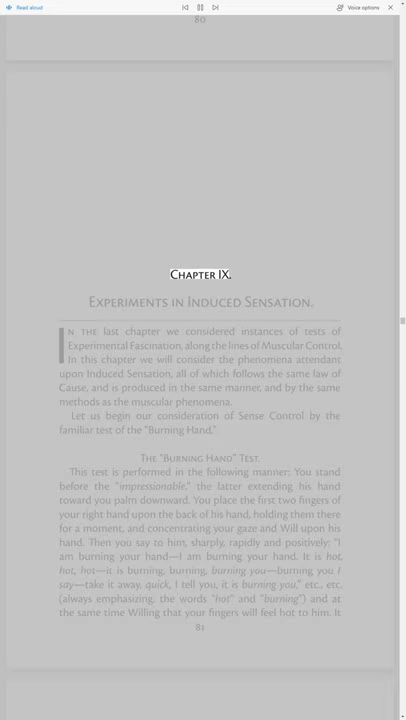 Read aloud
Voice options
80
Chapter IX.
Experiments in Induced Sensation.
In the last chapter we considered instances of tests of
Experimental Fascination, along the lines of Muscular Control.
In this chapter we will consider the phenomena attendant
upon Induced Sensation, all of which follows the same law of
Cause, and is produced in the same manner, and by the same
methods as the muscular phenomena.
Let us begin our consideration of Sense Control by the
familiar test of the "Burning Hand."
The "Burning Hand" Test.
This test is performed in the following manner: You stand
before the "impressionable," the latter extending his hand
toward you palm downward. You place the first two fingers of
your right hand upon the back of his hand, holding them there
for a moment, and concentrating your gaze and Will upon his
hand. Then you say to him, sharply, rapidly and positively: "I
am burning your hand—I am burning your hand. It is hot,
hot, hot—it is burning, burning, burning you—burning you I
say—take it away, quick, I tell you, it is burning you," etc., etc.
(always emphasizing, the words "hot" and "burning") and at
the same time Willing that your fingers will feel hot to him. It
81